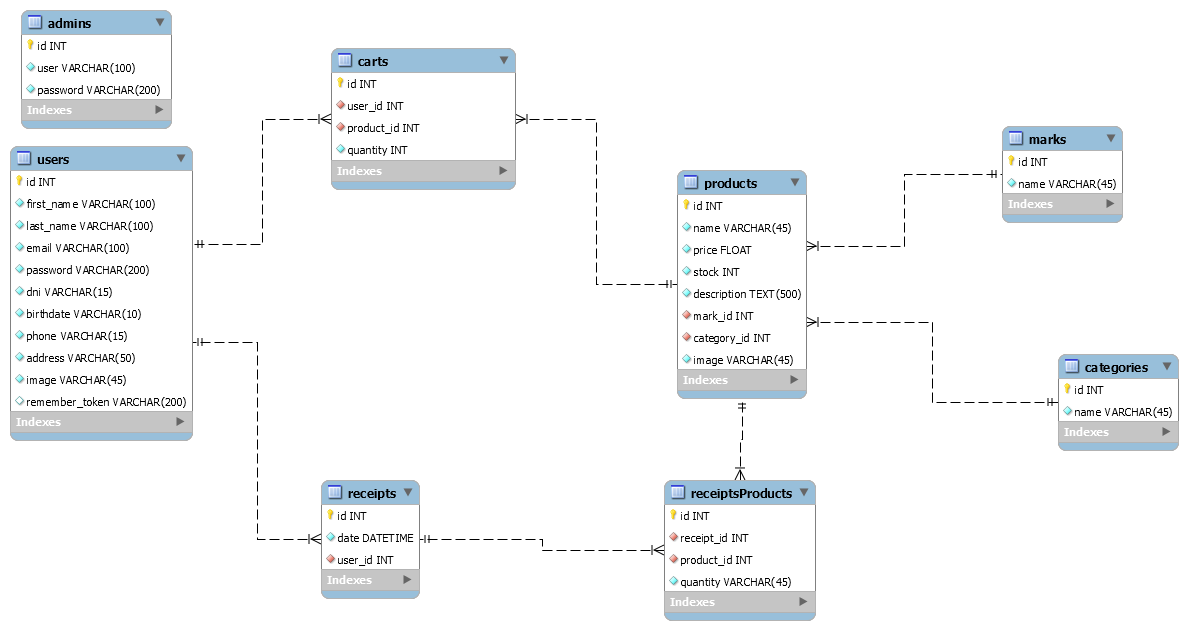 admins
id INT
user VARCHAR(100)
password VARCHAR(200)
Indexes
users
id INT
first_name VARCHAR(100)
last_name VARCHAR(100)
email VARCHAR(100)
password VARCHAR(200)
dni VARCHAR(15)
birthdate VARCHAR(10)
phone VARCHAR(15)
address VARCHAR(50)
image VARCHAR(45)
remember_token VARCHAR(200)
Indexes
carts
id INT
user_id INT
product_id INT
quantity INT
Indexes
products
id INT
name VARCHAR(45)
price FLOAT
stock INT
description TEXT(500)
mark_id INT
category_id INT
image VARCHAR(45)
Indexes
marks
id INT
name VARCHAR(45)
Indexes
categories
id INT
name VARCHAR(45)
Indexes
receipts
id INT
date DATETIME
user_id INT
Indexes
receiptsProducts
id INT
receipt_id INT
product_id INT
quantity VARCHAR(45)
Indexes